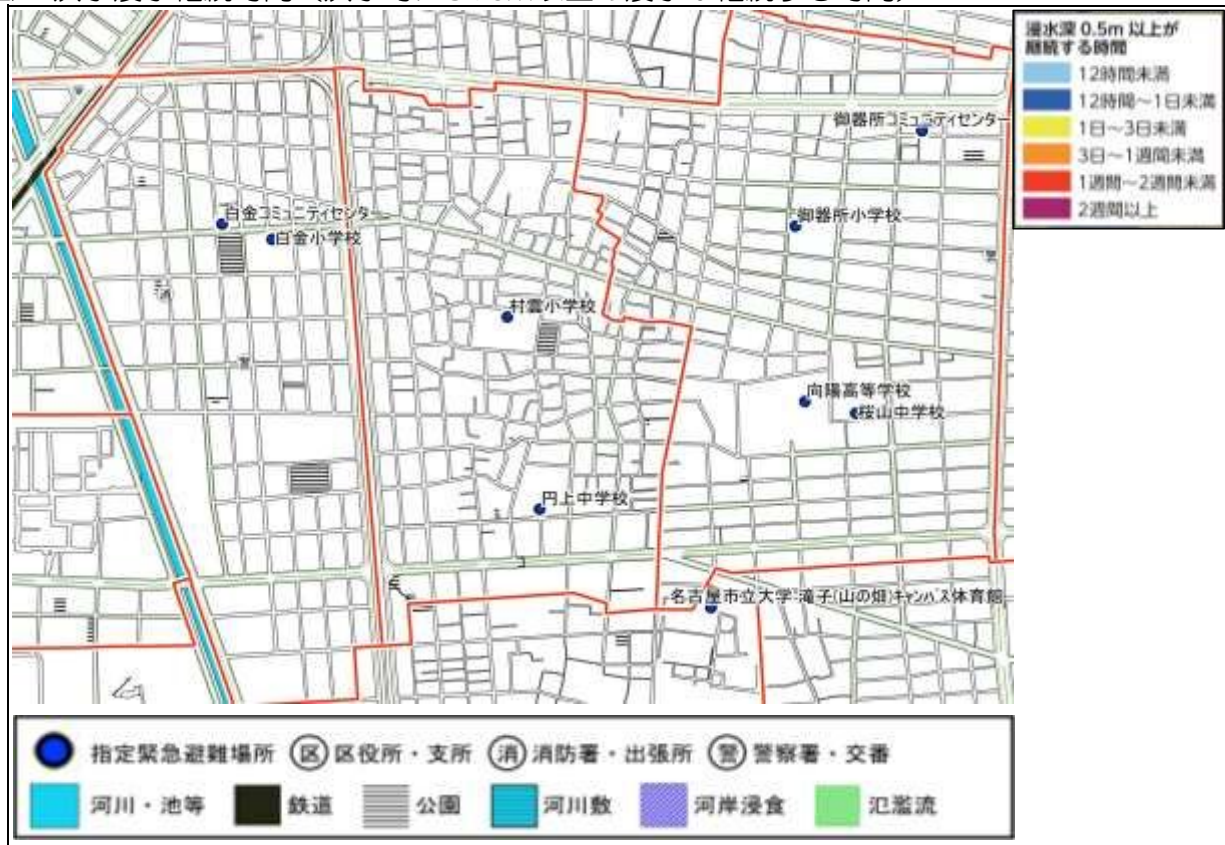 浸水深 0.5m 以上が
継続する時間
12時間未満
12時間~1日未満
1日~3日未満
3日~1週間未満
1週間~2週間未満
2週間以上
御器所コミュニティセンター
白金コミュニティセンター
御器所小学校
白金小学校
消
村雲小学校
警
向陽高等学校
桜山中学校
円上中学校
名古屋市立大学 滝子(山の畑)キャンパス体育館
指定緊急避難場所 区 区役所・支所 消 消防署・出張所 警 警察署・交番
河川・池等 鉄道 公園 河川敷 河岸浸食 氾濫流